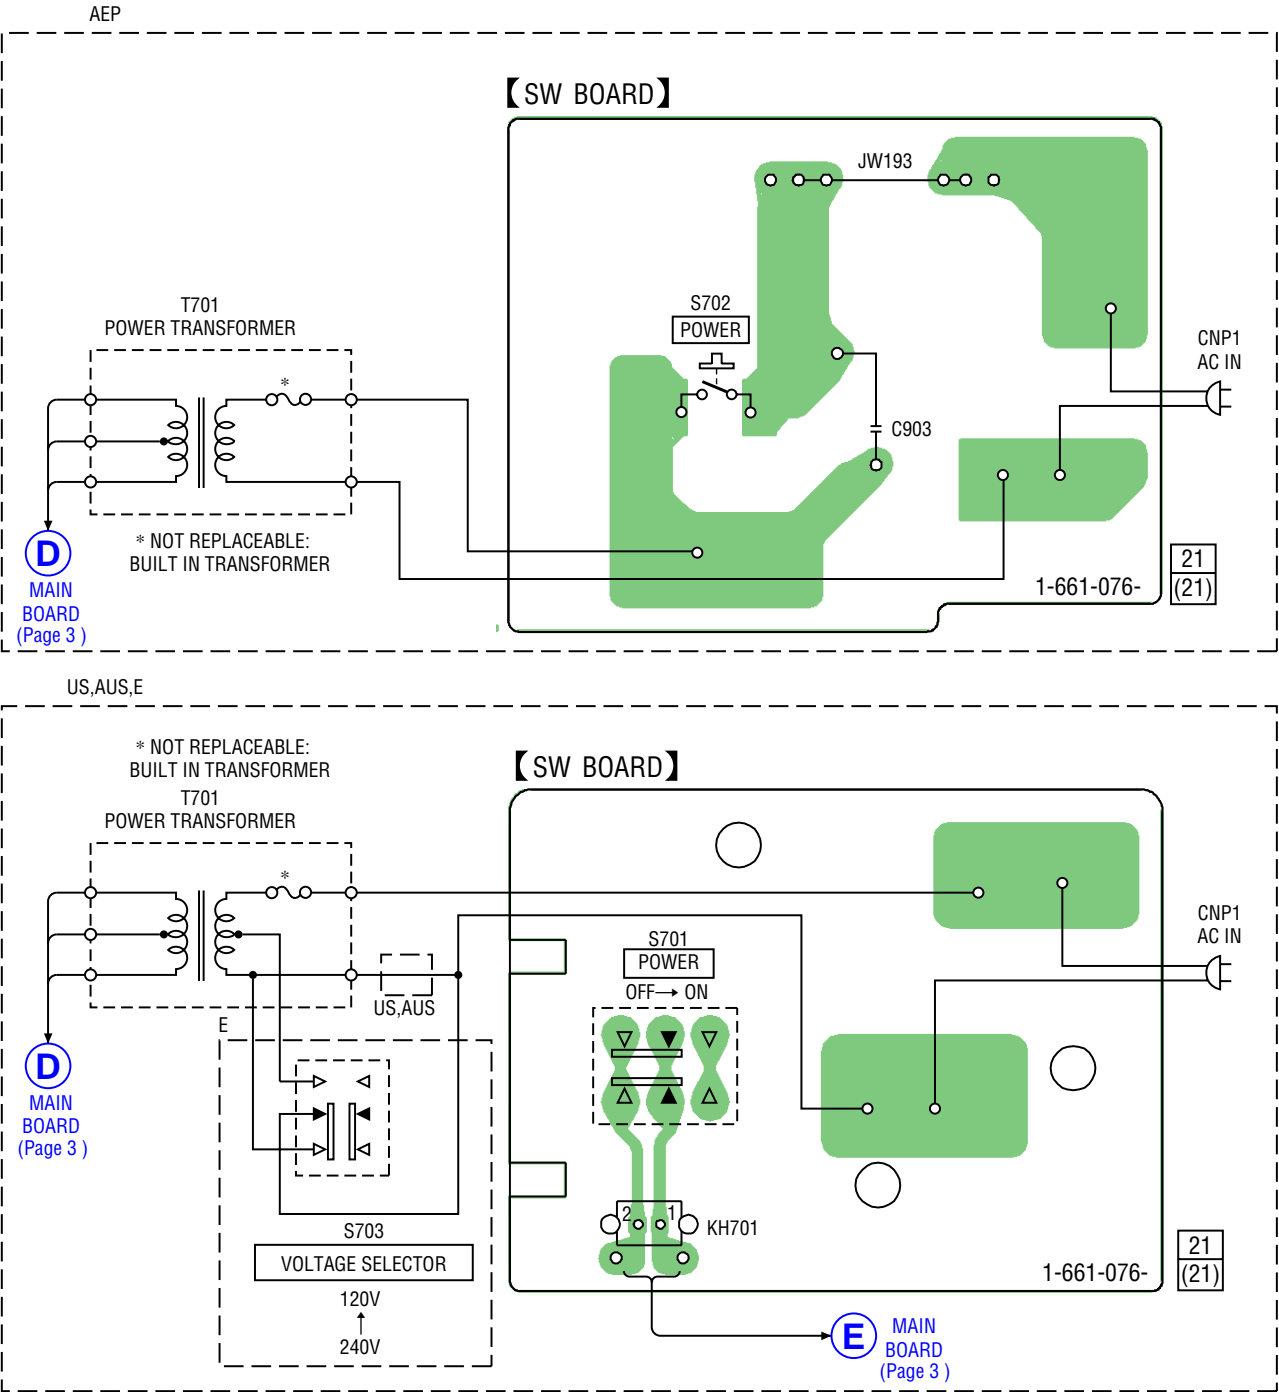 AEP
【SW BOARD】
JW193
T701
POWER TRANSFORMER
S702
POWER
CNP1
AC IN
*
C903
* NOT REPLACEABLE:
BUILT IN TRANSFORMER
D
MAIN
BOARD
(Page 3 )
1-661-076-
21
(21)
US,AUS,E
* NOT REPLACEABLE:
BUILT IN TRANSFORMER
T701
POWER TRANSFORMER
【SW BOARD】
*
CNP1
AC IN
S701
POWER
OFF→ ON
US,AUS
E
D
MAIN
BOARD
(Page 3 )
2 1
KH701
S703
VOLTAGE SELECTOR
120V
↑
240V
1-661-076-
21
(21)
E
MAIN
BOARD
(Page 3 )